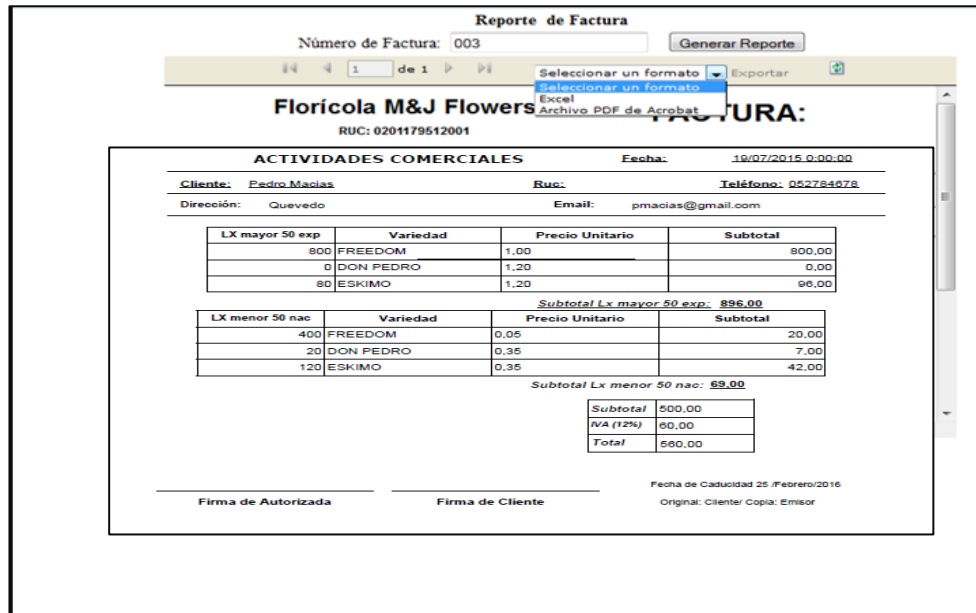 Reporte de Factura
Número de Factura: 003 Generar Reporte
1 de 1 Seleccionar un formato Exportar
Seleccionar un formato
Excel
Archivo PDF de Acrobat
Florícola M&J Flowers FACTURA:
RUC: 0201179512001
ACTIVIDADES COMERCIALES Fecha: 19/07/2015 0:00:00
Cliente: Pedro Macias Ruc: Teléfono: 052784678
Dirección: Quevedo Email: pmacias@gmail.com
LX mayor 50 exp Variedad Precio Unitario Subtotal
800 FREEDOM 1,00 800,00
0 DON PEDRO 1,20 0,00
80 ESKIMO 1,20 96,00
Subtotal Lx mayor 50 exp: 896,00
LX menor 50 nac Variedad Precio Unitario Subtotal
400 FREEDOM 0,05 20,00
20 DON PEDRO 0,35 7,00
120 ESKIMO 0,35 42,00
Subtotal Lx menor 50 nac: 69,00
Subtotal 500,00
IVA (12%) 60,00
Total 560,00
Fecha de Caducidad 25 /Febrero/2016
Firma de Autorizada Firma de Cliente Original: Cliente/ Copia: Emisor